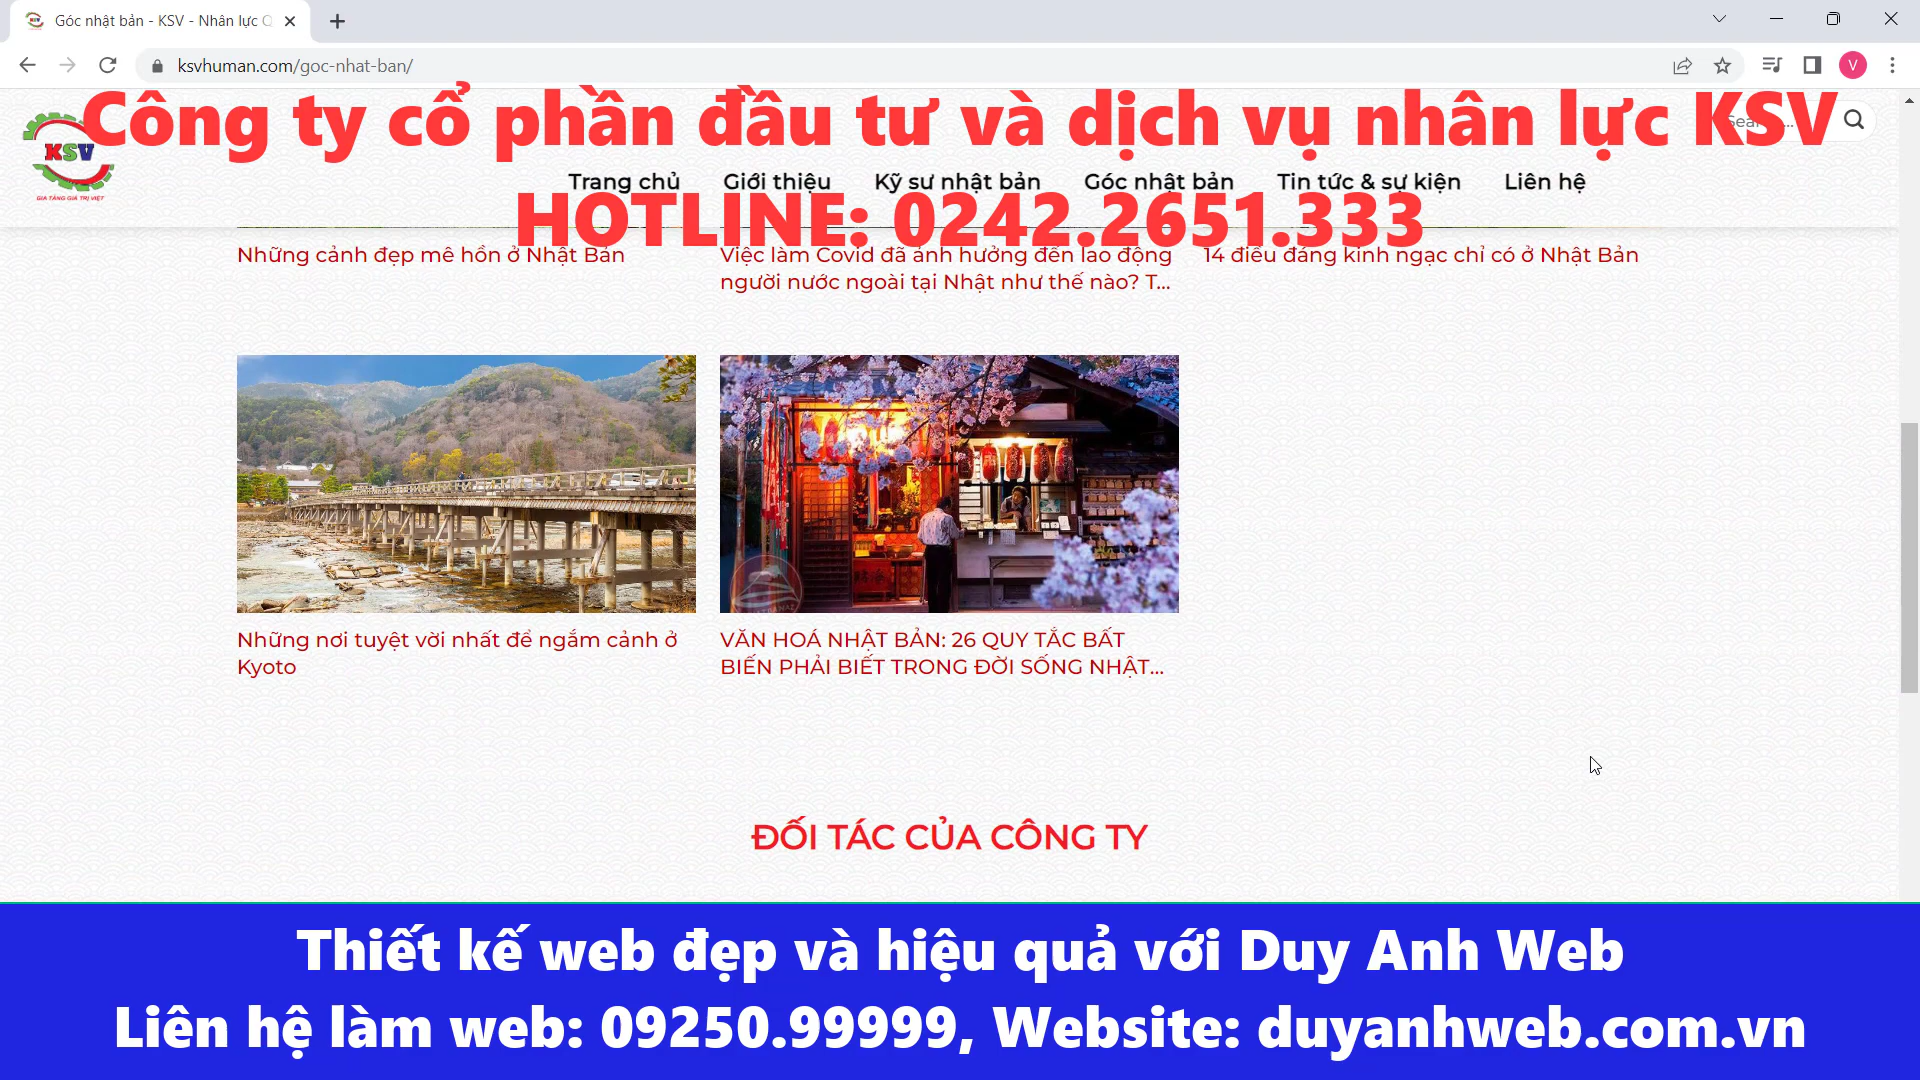 Góc nhật bản - KSV - Nhân lực
ksvhuman.com/goc-nhat-ban/
V
Công ty cổ phần đầu tư và dịch vụ nhân lực KSV
KSV
GIA TĂNG GIÁ TRỊ VIỆT
Trang chủ Giới thiệu Kỹ sư nhật bản Góc nhật bản Tin tức & sự kiện Liên hệ
HOTLINE: 0242.2651.333
Những cảnh đẹp mê hồn ở Nhật Bản
Việc làm Covid đã ảnh hưởng đến lao động
người nước ngoài tại Nhật như thế nào? T...
14 điều đáng kinh ngạc chỉ có ở Nhật Bản
Những nơi tuyệt vời nhất để ngắm cảnh ở
Kyoto
VĂN HOÁ NHẬT BẢN: 26 QUY TẮC BẤT
BIẾN PHẢI BIẾT TRONG ĐỜI SỐNG NHẬT...
ĐỐI TÁC CỦA CÔNG TY
Thiết kế web đẹp và hiệu quả với Duy Anh Web
Liên hệ làm web: 09250.99999, Website: duyanhweb.com.vn